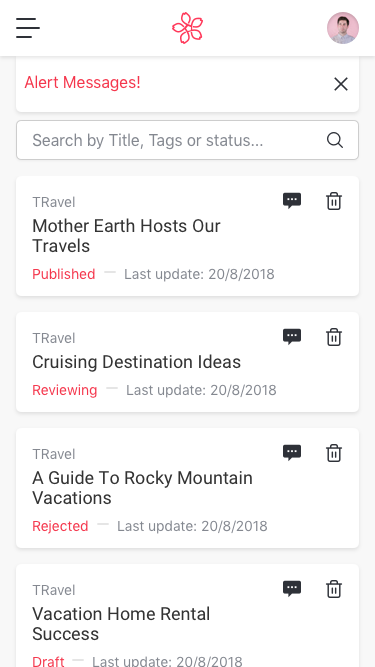 Alert Messages!
Search by Title, Tags or status...
TRavel
Mother Earth Hosts Our
Travels
Published — Last update: 20/8/2018
TRavel
Cruising Destination Ideas
Reviewing — Last update: 20/8/2018
TRavel
A Guide To Rocky Mountain
Vacations
Rejected — Last update: 20/8/2018
TRavel
Vacation Home Rental
Success
Draft — Last update: 20/8/2018